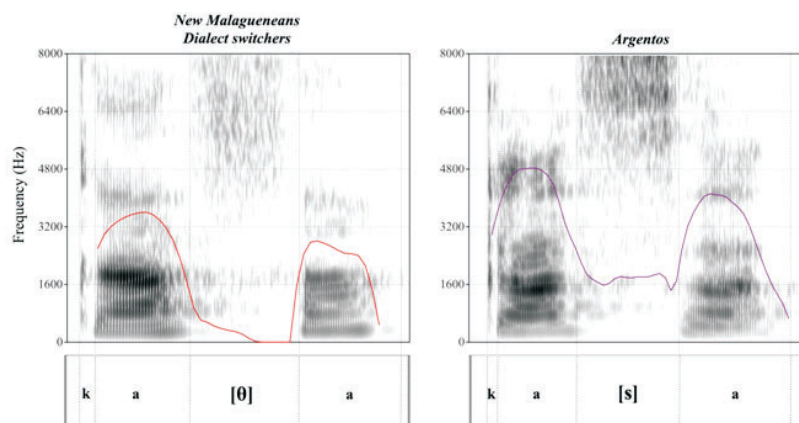 New Malagueneans
Dialect switchers
Argentos
Frequency (Hz)
8000
6400
4800
3200
1600
0
8000
6400
4800
3200
1600
0
k a [θ] a
k a [s] a